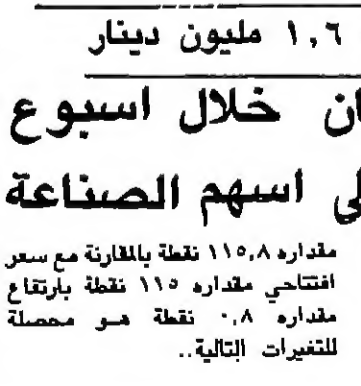 ١,٦ مليون دينار
ان خلال اسبوع
لي اسهم الصناعة
مقداره ١١٥,٨ نقطة بالمقارنة مع سعر
افتتاحي مقداره ١١٥ نقطة بارتفاع
مقداره ٠,٨ نقطة هو محصلة
للتغيرات التالية..